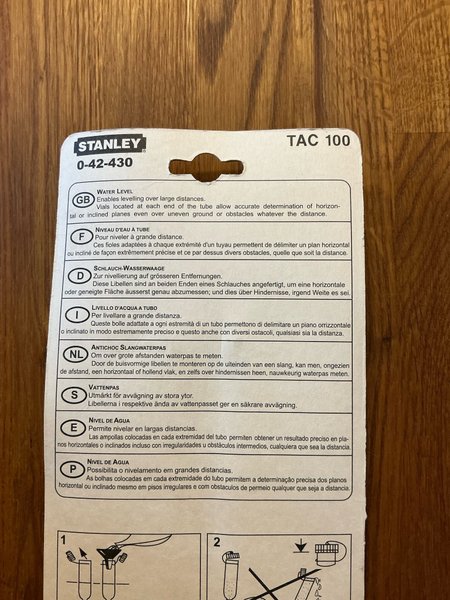 STANLEY
TAC 100
0-42-430
GB
WATER LEVEL
Enables levelling over large distances.
Vials located at each end of the tube allow accurate determination of horizon-
tal or inclined planes even over uneven ground or obstacles whatever the distance.
F
NIVEAU D'EAU À TUBE
Pour niveler à grande distance.
Ces fioles adaptées à chaque extrémité d'un tuyau permettent de délimiter un plan horizontal
ou incliné de façon extrêmement précise et ce par dessus divers obstacles, quelle que soit la distance.
D
SCHLAUCH-WASSERWAAGE
Zur nivellierung auf grösseren Entfernungen.
Diese Libellen sind an beiden Enden eines Schlauches angefertigt, um eine horizontale
oder geneigte Fläche äusserst genau abzumessen; und dies über Hindernisse, irgend Weite es sei.
I
LIVELLO D'ACQUA A TUBO
Per livellare a grande distanza.
Queste bolle adattate a ogni estremità di un tubo permettono di delimitare un piano orrizzontale
o inclinato in modo estremamente preciso e questo anche con diversi ostacoli, qualsiasi sia la distanza.
NL
ANTICHOC SLANGWATERPAS
Om over grote afstanden waterpas te meten.
Door de buisvormige libellen te monteren op de uiteinden van een slang, kan men, ongezien
de afstand, een horizontaal of hollend vlak, en zelfs over hindernissen heen, nauwkeurig waterpas meten.
S
VATTENPAS
Utmärkt för avvägning av stora ytor.
Libellerna i respektive ända av vattenpasset ger en säkrare avvägning.
E
NIVEL DE AGUA
Permite nivelar en largas distancias.
Las ampollas colocadas en cada extremidad del tubo permiten obtener un resultado preciso en pla-
nos horizontales o inclinados incluso con irregularidades u obstáculos intermedios, cualquiera que sea la distancia.
P
NIVEL DE AGUA
Possibilita o nivelamento em grandes distancias.
As bolhas colocadas em cada extremidade do tubo permitem a determinação precisa dos planos
horizontal ou inclinado mesmo em pisos irregulares e com obstaculos de permeio qualquer que seja a distancia.
1
2